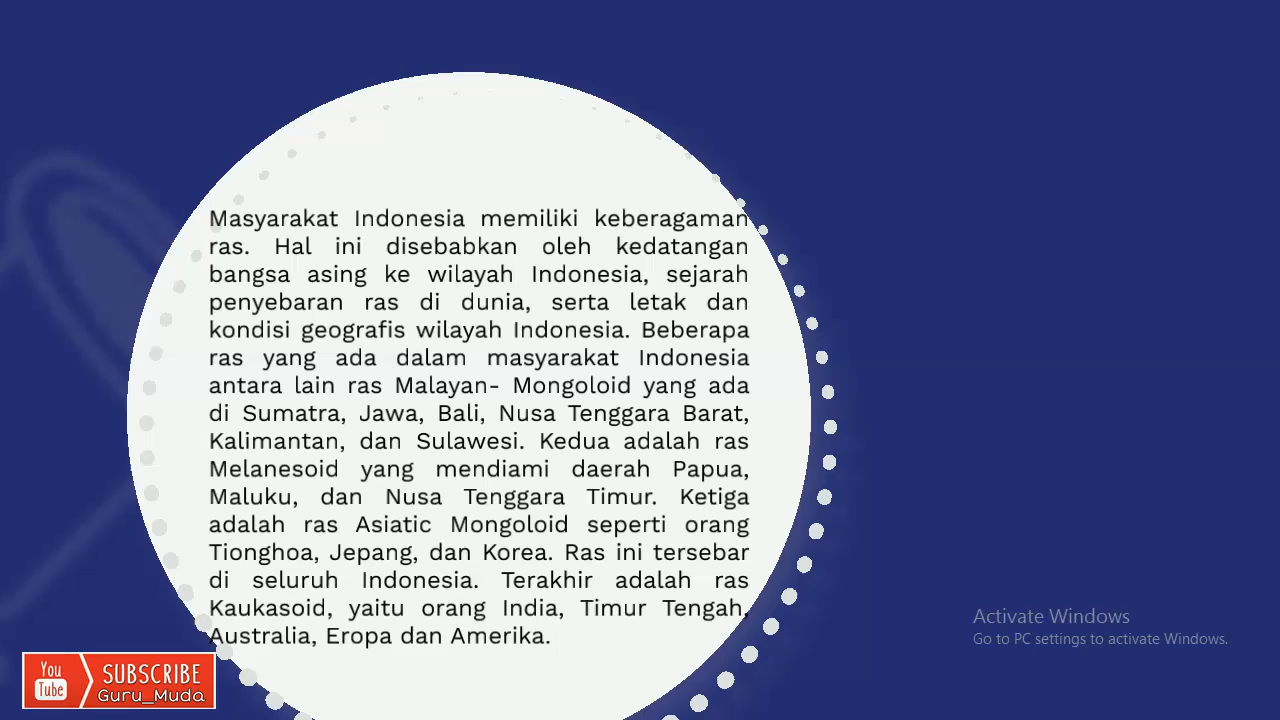 Masyarakat Indonesia memiliki keberagaman
ras. Hal ini disebabkan oleh kedatangan
bangsa asing ke wilayah Indonesia, sejarah
penyebaran ras di dunia, serta letak dan
kondisi geografis wilayah Indonesia. Beberapa
ras yang ada dalam masyarakat Indonesia
antara lain ras Malayan- Mongoloid yang ada
di Sumatra, Jawa, Bali, Nusa Tenggara Barat,
Kalimantan, dan Sulawesi. Kedua adalah ras
Melanesoid yang mendiami daerah Papua,
Maluku, dan Nusa Tenggara Timur. Ketiga
adalah ras Asiatic Mongoloid seperti orang
Tionghoa, Jepang, dan Korea. Ras ini tersebar
di seluruh Indonesia. Terakhir adalah ras
Kaukasoid, yaitu orang India, Timur Tengah,
Australia, Eropa dan Amerika.
Activate Windows
Go to PC settings to activate Windows.
You
Tube
SUBSCRIBE
Guru_Muda